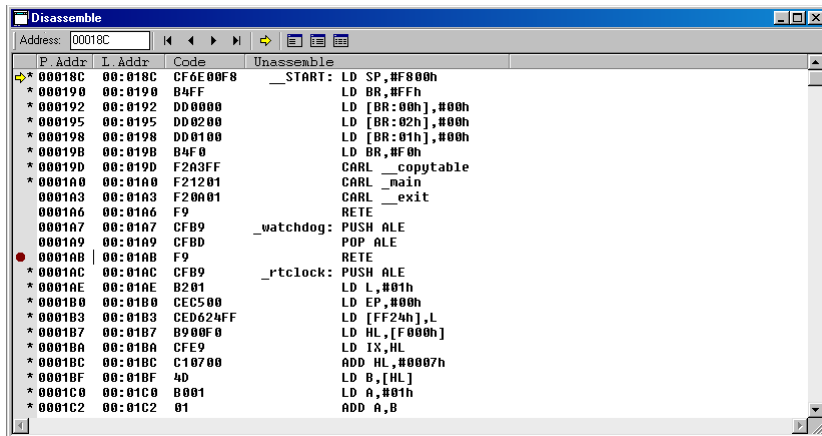 Disassemble
Address: 00018C
P.Addr L.Addr Code Unassemble
* 00018C 00:018C CF6E00F8 __START: LD SP,#F800h
* 000190 00:0190 B4FF LD BR,#FFh
* 000192 00:0192 DD0000 LD [BR:00h],#00h
* 000195 00:0195 DD0200 LD [BR:02h],#00h
* 000198 00:0198 DD0100 LD [BR:01h],#00h
* 00019B 00:019B B4F0 LD BR,#F0h
* 00019D 00:019D F2A3FF CARL __copytable
* 0001A0 00:01A0 F21201 CARL _main
0001A3 00:01A3 F20A01 CARL __exit
0001A6 00:01A6 F9 RETE
0001A7 00:01A7 CFB9 _watchdog: PUSH ALE
0001A9 00:01A9 CFBD POP ALE
0001AB 00:01AB F9 RETE
* 0001AC 00:01AC CFB9 _rtclock: PUSH ALE
* 0001AE 00:01AE B201 LD L,#01h
* 0001B0 00:01B0 CEC500 LD EP,#00h
* 0001B3 00:01B3 CED624FF LD [FF24h],L
* 0001B7 00:01B7 B900F0 LD HL,[F000h]
* 0001BA 00:01BA CFE9 LD IX,HL
* 0001BC 00:01BC C10700 ADD HL,#0007h
* 0001BF 00:01BF 4D LD B,[HL]
* 0001C0 00:01C0 B001 LD A,#01h
* 0001C2 00:01C2 01 ADD A,B